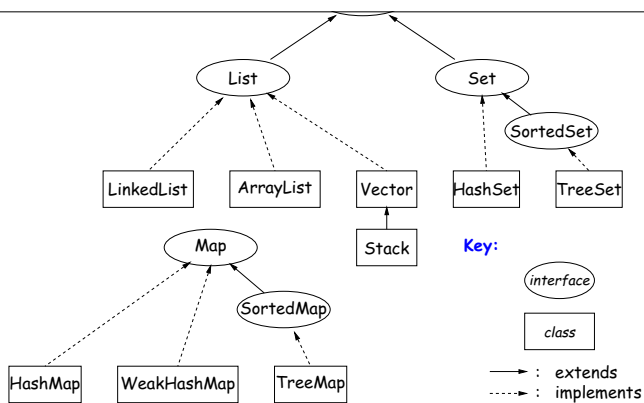 List
Set
SortedSet
LinkedList
ArrayList
Vector
HashSet
TreeSet
Stack
Key:
Map
interface
SortedMap
class
HashMap
WeakHashMap
TreeMap
: extends
: implements